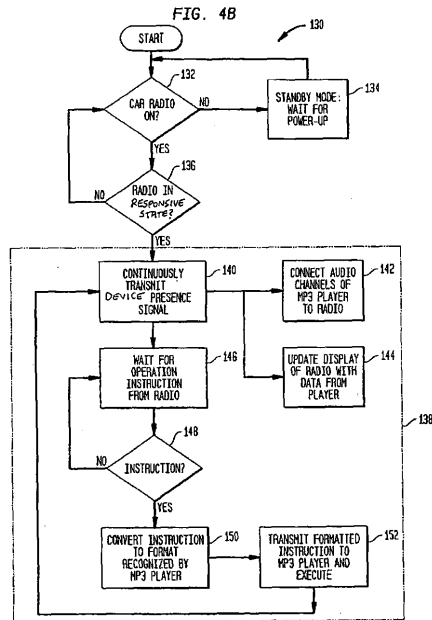 FIG. 4B
START
130
132
CAR RADIO
ON?
NO
YES
STANDBY MODE:
WAIT FOR
POWER-UP
134
136
RADIO IN
RESPONSIVE
STATE?
NO
YES
CONTINUOUSLY
TRANSMIT
DEVICE PRESENCE
SIGNAL
140
CONNECT AUDIO
CHANNELS OF
MP3 PLAYER
TO RADIO
142
WAIT FOR
OPERATION
INSTRUCTION
FROM RADIO
146
UPDATE DISPLAY
OF RADIO WITH
DATA FROM
PLAYER
144
138
148
INSTRUCTION?
NO
YES
CONVERT INSTRUCTION
TO FORMAT
RECOGNIZED BY
MP3 PLAYER
150
TRANSMIT FORMATTED
INSTRUCTION TO
MP3 PLAYER AND
EXECUTE
152